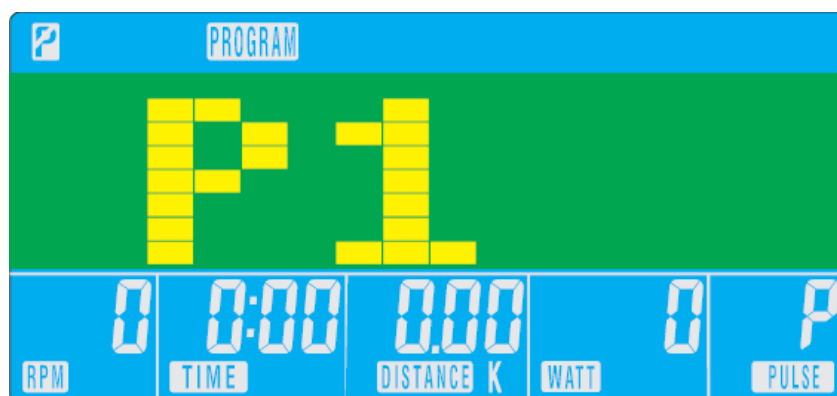 P PROGRAM
P1
0 0:00 0.00 0 P
RPM TIME DISTANCE K WATT PULSE